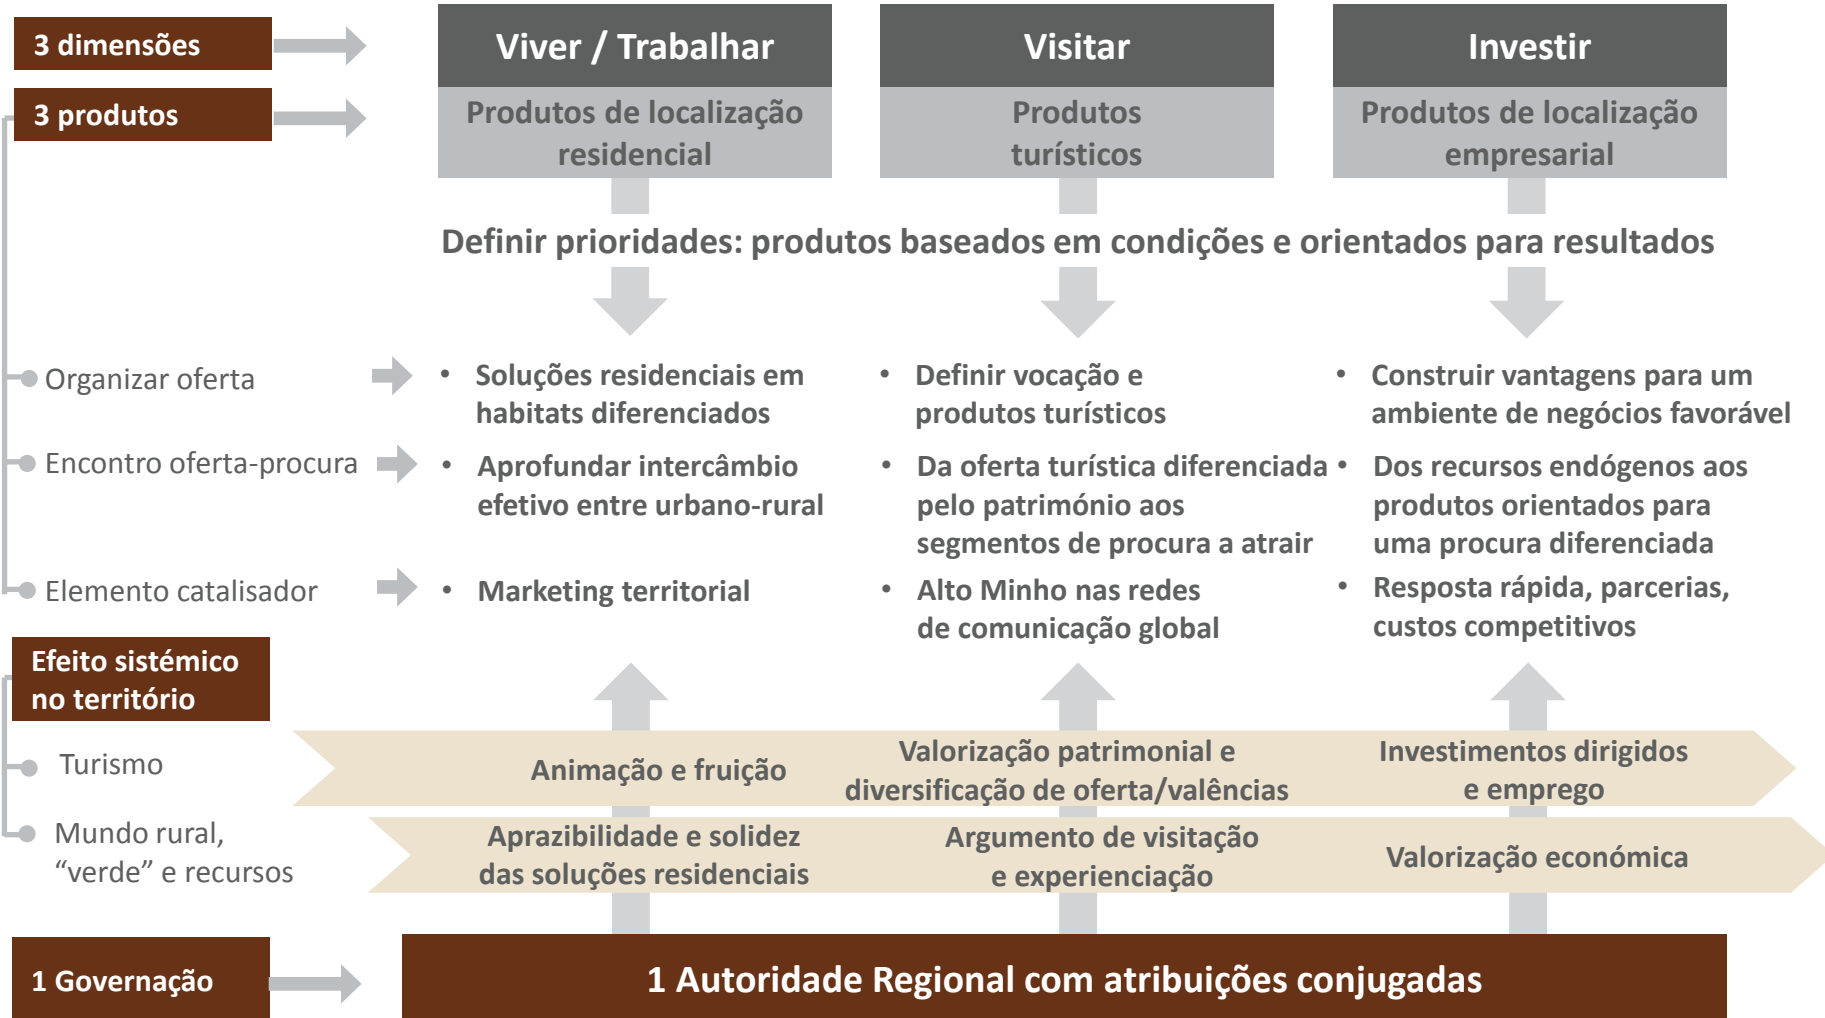 3 dimensões
Viver / Trabalhar
Visitar
Investir
3 produtos
Produtos de localização
residencial
Produtos
turísticos
Produtos de localização
empresarial
Definir prioridades: produtos baseados em condições e orientados para resultados
Organizar oferta
• Soluções residenciais em
habitats diferenciados
• Definir vocação e
produtos turísticos
• Construir vantagens para um
ambiente de negócios favorável
Encontro oferta-procura
• Aprofundar intercâmbio
efetivo entre urbano-rural
• Da oferta turística diferenciada
pelo património aos
segmentos de procura a atrair
• Dos recursos endógenos aos
produtos orientados para
uma procura diferenciada
Elemento catalisador
• Marketing territorial
• Alto Minho nas redes
de comunicação global
• Resposta rápida, parcerias,
custos competitivos
Efeito sistémico
no território
Turismo
Animação e fruição
Valorização patrimonial e
diversificação de oferta/valências
Investimentos dirigidos
e emprego
Mundo rural,
“verde” e recursos
Aprazibilidade e solidez
das soluções residenciais
Argumento de visitação
e experienciação
Valorização económica
1 Governação
1 Autoridade Regional com atribuições conjugadas